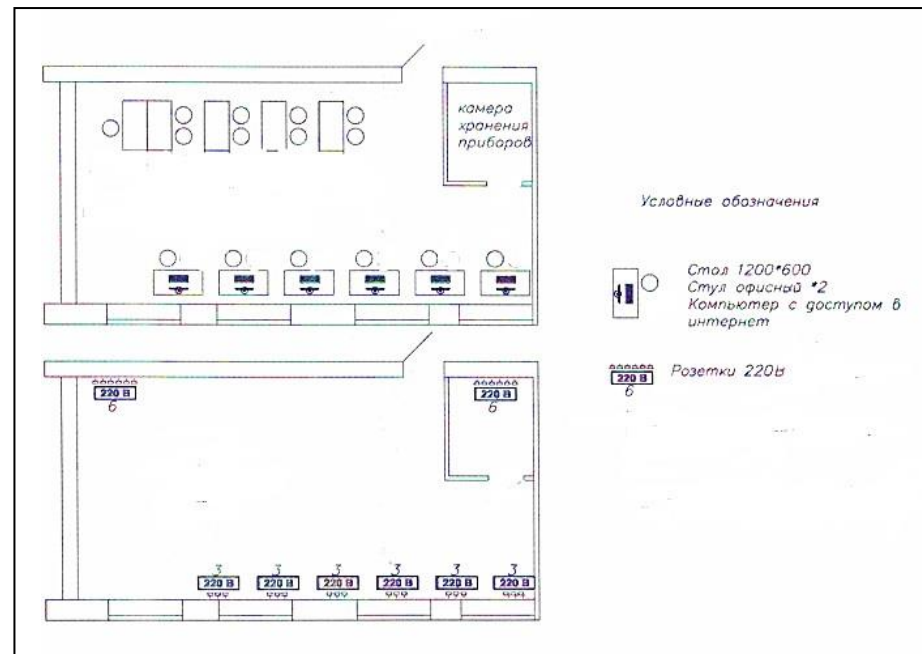 камера
хранения
приборов
Условные обозначения
Стол 1200*600
Стул офисный *2
Компьютер с доступом в
интернет
220 В
6
220 В
6
220 В
6
Розетки 220в
3 3 3 3 3 3
220 В 220 В 220 В 220 В 220 В 220 В